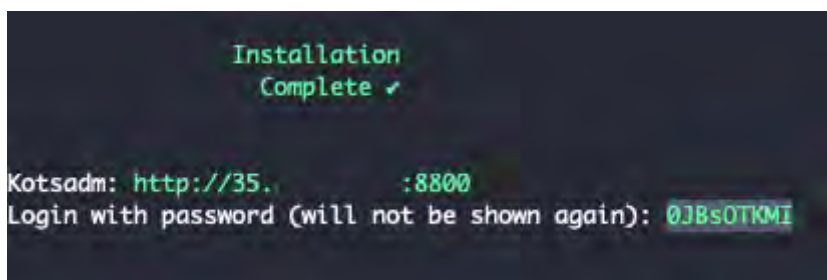 Installation
Complete ✔
Kotsadm: http://35. :8800
Login with password (will not be shown again): 0JBsOTKMI